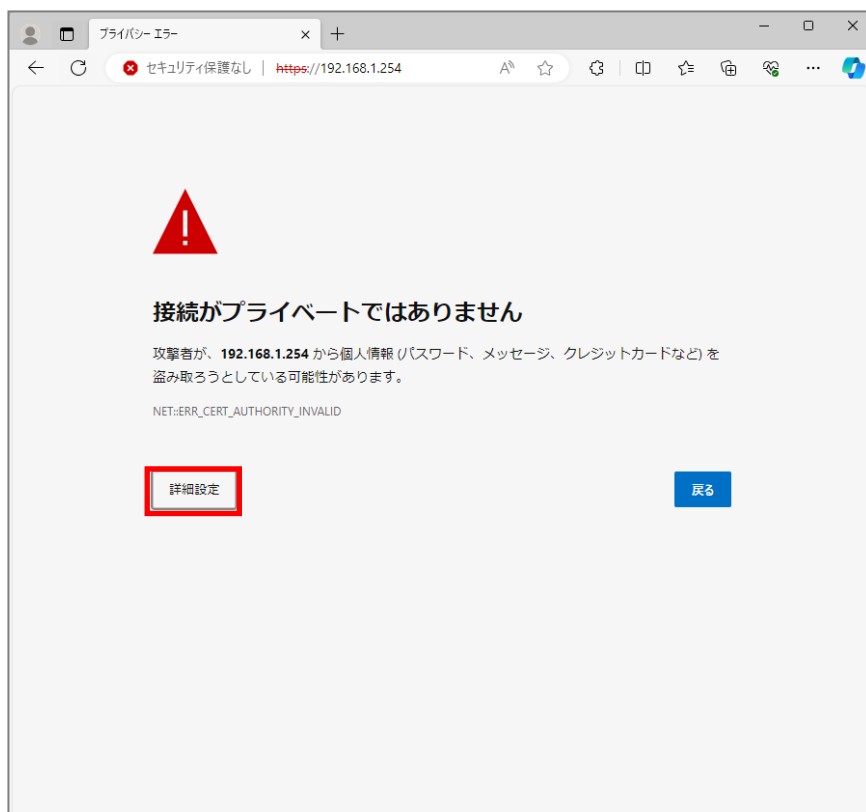 プライバシー エラー
セキュリティ保護なし | https://192.168.1.254
接続がプライベートではありません
攻撃者が、192.168.1.254 から個人情報 (パスワード、メッセージ、クレジットカードなど) を
盗み取ろうとしている可能性があります。
NET::ERR_CERT_AUTHORITY_INVALID
詳細設定
戻る